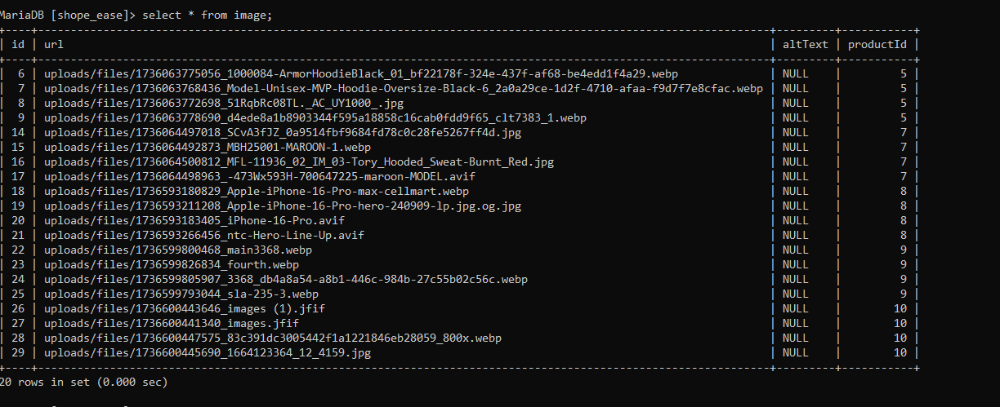 MariaDB [shope_ease]> select * from image;
+----+---------------------------------------------------------------------------------------------------------------+---------+-----------+
| id | url | altText | productId |
+----+---------------------------------------------------------------------------------------------------------------+---------+-----------+
| 6 | uploads/files/1736063775056_1000084-ArmorHoodieBlack_01_bf22178f-324e-437f-af68-be4edd1f4a29.webp | NULL | 5 |
| 7 | uploads/files/1736063768436_Model-Unisex-MVP-Hoodie-Oversize-Black-6_2a0a29ce-1d2f-4710-afaa-f9d7f7e8cfac.webp | NULL | 5 |
| 8 | uploads/files/1736063772698_51RqbRc08TL._AC_UY1000_.jpg | NULL | 5 |
| 9 | uploads/files/1736063778690_d4ede8a1b8903344f595a18858c16cab0fdd9f65_clt7383_1.webp | NULL | 5 |
| 14 | uploads/files/1736064497018_SCvA3fJZ_0a9514fbf9684fd78c0c28fe5267ff4d.jpg | NULL | 7 |
| 15 | uploads/files/1736064492873_MBH25001-MAROON-1.webp | NULL | 7 |
| 16 | uploads/files/1736064500812_MFL-11936_02_IM_03-Tory_Hooded_Sweat-Burnt_Red.jpg | NULL | 7 |
| 17 | uploads/files/1736064498963_-473Wx593H-700647225-maroon-MODEL.avif | NULL | 7 |
| 18 | uploads/files/1736593180829_Apple-iPhone-16-Pro-max-cellmart.webp | NULL | 8 |
| 19 | uploads/files/1736593211208_Apple-iPhone-16-Pro-hero-240909-lp.jpg.og.jpg | NULL | 8 |
| 20 | uploads/files/1736593183405_iPhone-16-Pro.avif | NULL | 8 |
| 21 | uploads/files/1736593266456_ntc-Hero-Line-Up.avif | NULL | 8 |
| 22 | uploads/files/1736599800468_main3368.webp | NULL | 9 |
| 23 | uploads/files/1736599826834_fourth.webp | NULL | 9 |
| 24 | uploads/files/1736599805907_3368_db4a8a54-a8b1-446c-984b-27c55b02c56c.webp | NULL | 9 |
| 25 | uploads/files/1736599793044_sla-235-3.webp | NULL | 9 |
| 26 | uploads/files/1736600443646_images (1).jfif | NULL | 10 |
| 27 | uploads/files/1736600441340_images.jfif | NULL | 10 |
| 28 | uploads/files/1736600447575_83c391dc3005442f1a1221846eb28059_800x.webp | NULL | 10 |
| 29 | uploads/files/1736600445690_1664123364_12_4159.jpg | NULL | 10 |
+----+---------------------------------------------------------------------------------------------------------------+---------+-----------+
20 rows in set (0.000 sec)